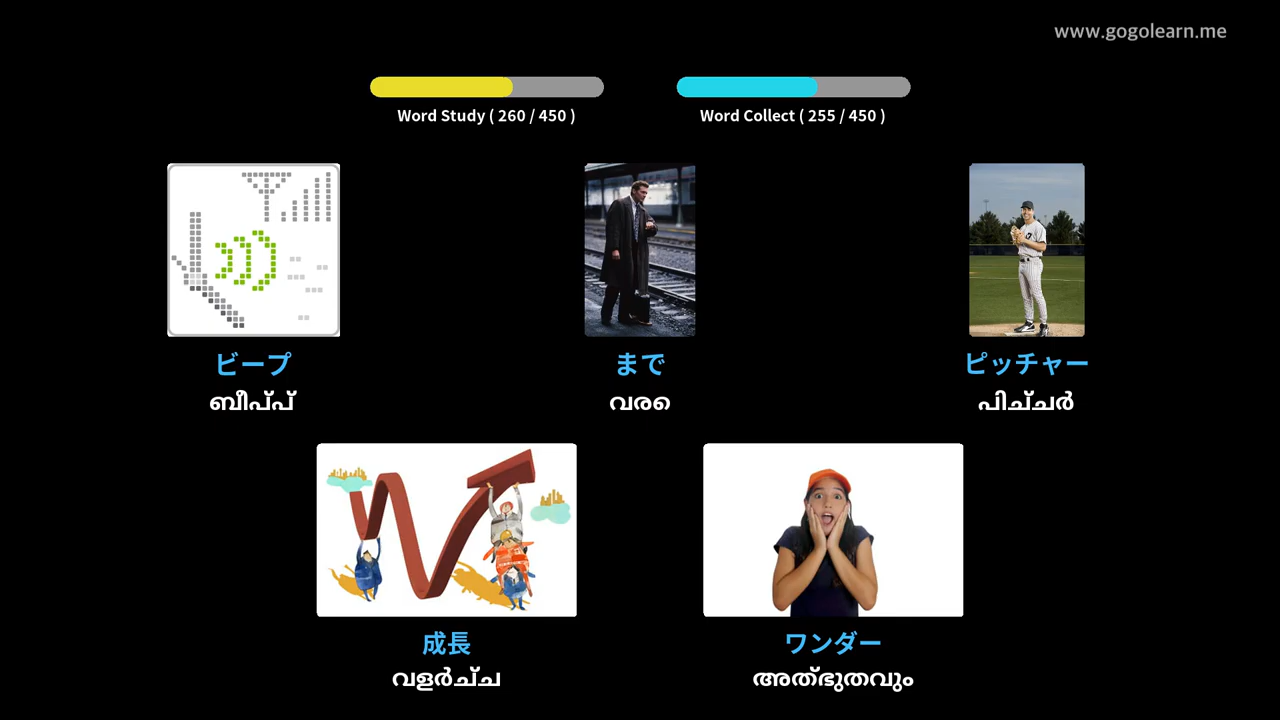 www.gogolearn.me
Word Study ( 260 / 450 )
Word Collect ( 255 / 450 )
ビープ
まで
ピッチャー
ബീപ്പ്
വരെ
പിച്ചർ
成長
ワンダー
വളർച്ച
അത്ഭുതവും